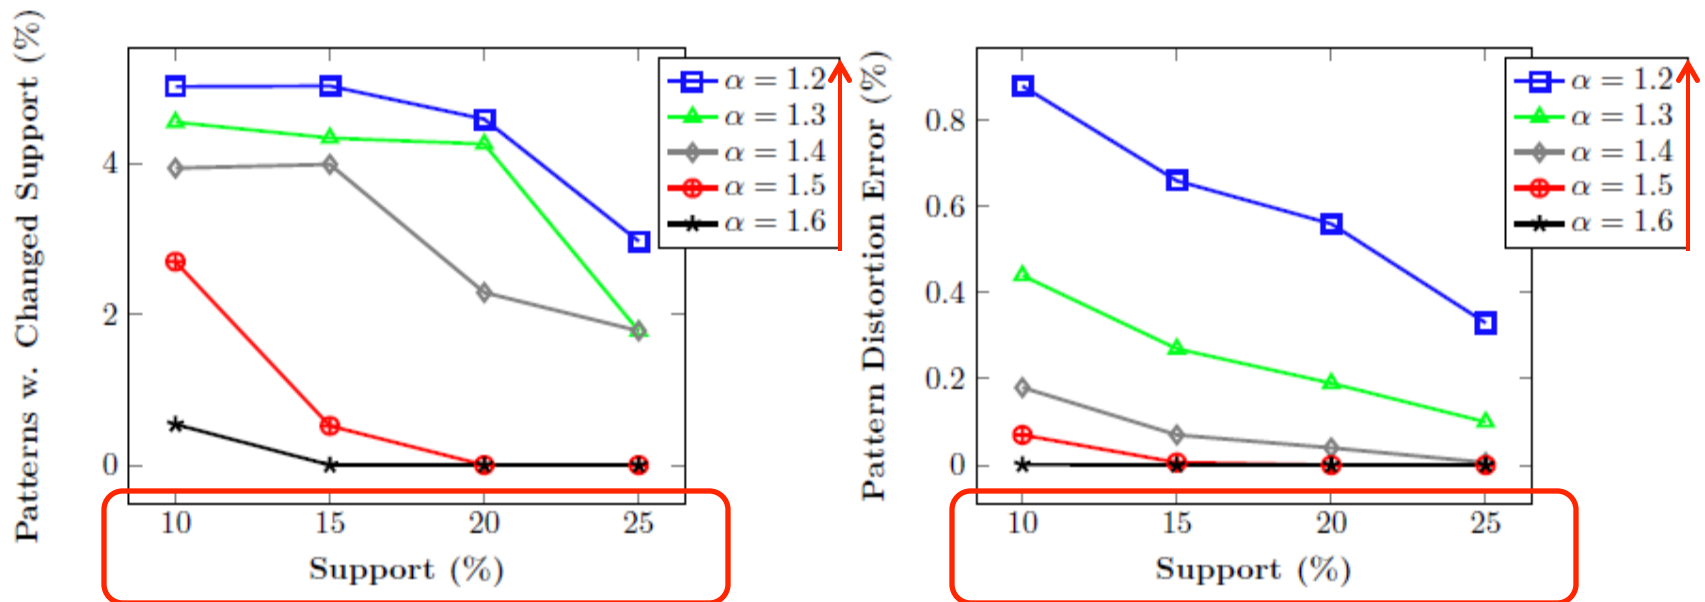 Patterns w. Changed Support (%)
4
2
0
10 15 20 25
Support (%)
α = 1.2
α = 1.3
α = 1.4
α = 1.5
α = 1.6
Pattern Distortion Error (%)
0.8
0.6
0.4
0.2
0
10 15 20 25
Support (%)
α = 1.2
α = 1.3
α = 1.4
α = 1.5
α = 1.6